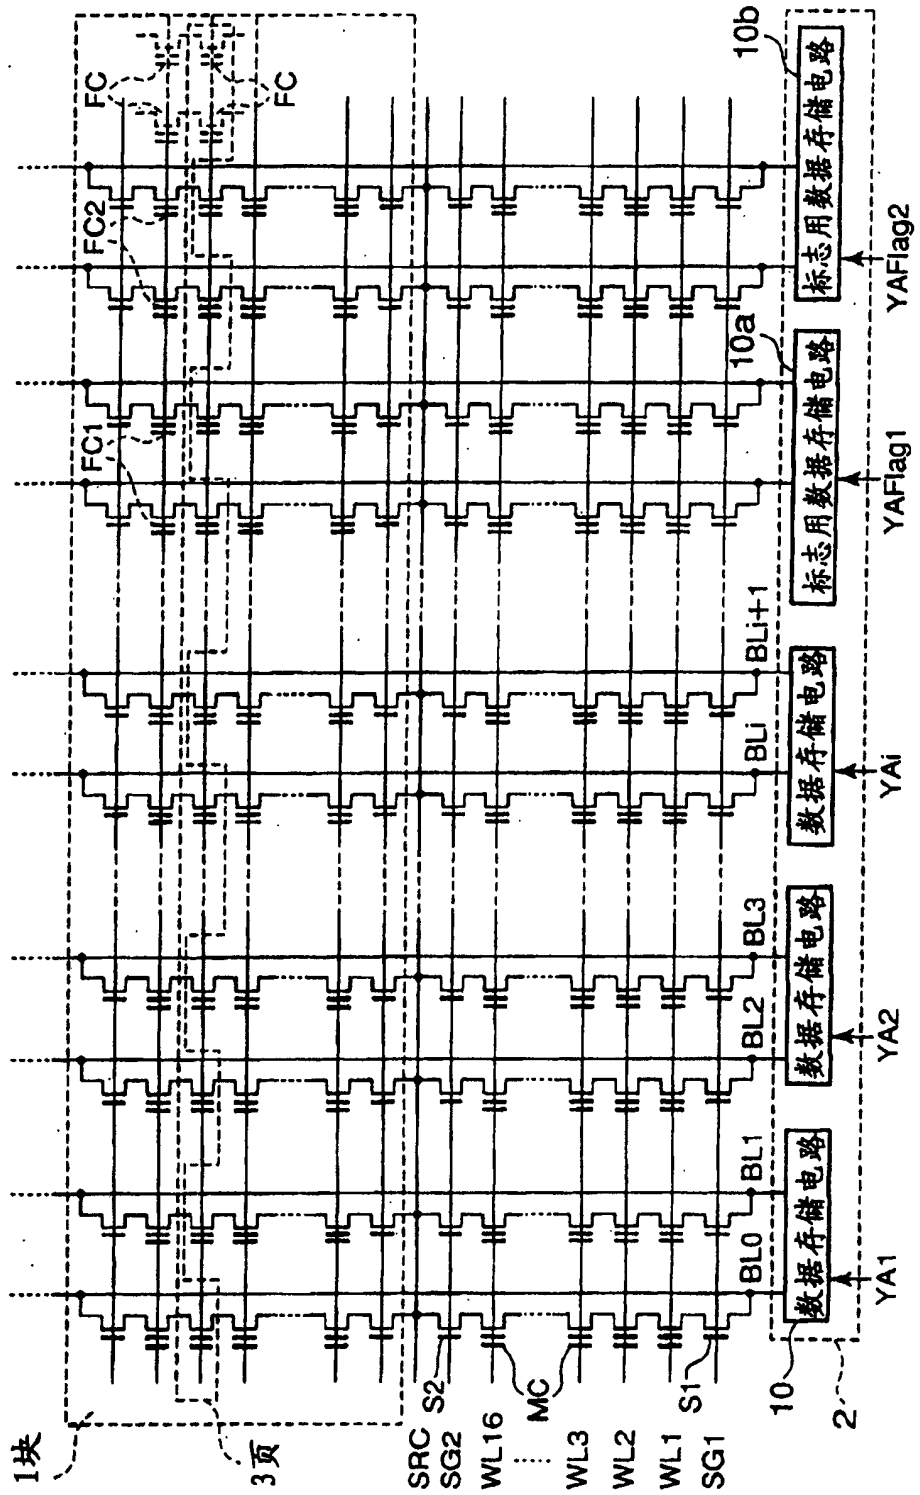 1块
3页
SRC
SG2
WL16
WL3
WL2
WL1
SG1
S2
MC
S1
FC1
FC2
FC
FC
BL0
BL1
BL2
BL3
BLi
BLi+1
10
10a
10b
数据存储电路
数据存储电路
数据存储电路
标志用数据存储电路
标志用数据存储电路
2
YA1
YA2
YAi
YAFlag1
YAFlag2